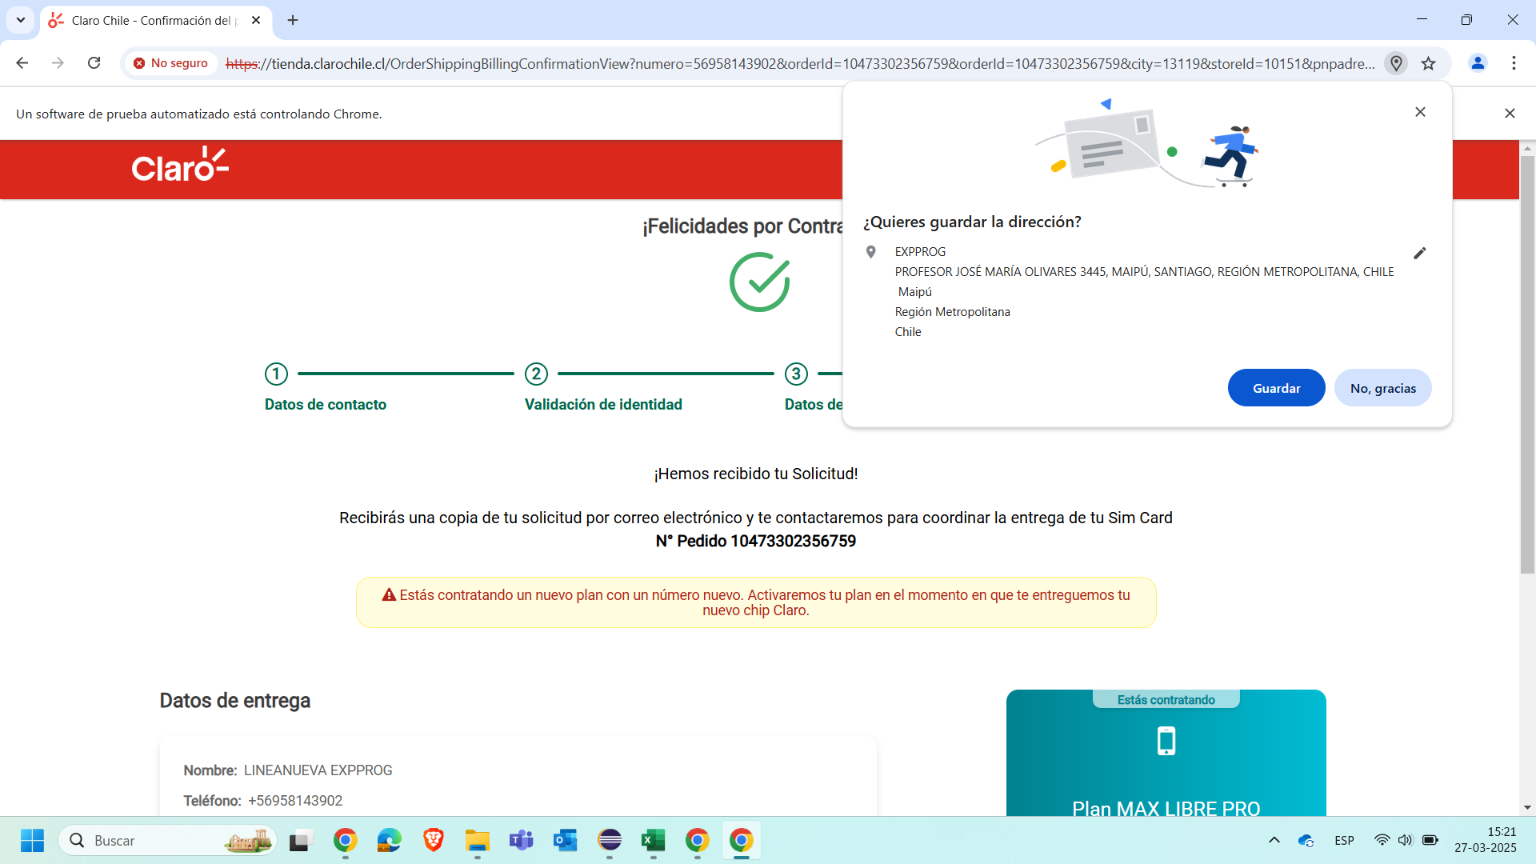 Claro Chile - Confirmación del p
No seguro
https://tienda.clarochile.cl/OrderShippingBillingConfirmationView?numero=56958143902&orderId=10473302356759&orderId=10473302356759&city=13119&storeId=10151&pnpadre...
Un software de prueba automatizado está controlando Chrome.
Claro
¡Felicidades por Contra
¿Quieres guardar la dirección?
EXPPROG
PROFESOR JOSÉ MARÍA OLIVARES 3445, MAIPÚ, SANTIAGO, REGIÓN METROPOLITANA, CHILE
Maipú
Región Metropolitana
Chile
Guardar
No, gracias
1
2
3
Datos de contacto
Validación de identidad
Datos de
¡Hemos recibido tu Solicitud!
Recibirás una copia de tu solicitud por correo electrónico y te contactaremos para coordinar la entrega de tu Sim Card
N° Pedido 10473302356759
Estás contratando un nuevo plan con un número nuevo. Activaremos tu plan en el momento en que te entreguemos tu
nuevo chip Claro.
Datos de entrega
Nombre: LINEANUEVA EXPPROG
Teléfono: +56958143902
Estás contratando
Plan MAX LIBRE PRO
Buscar
ESP
15:21
27-03-2025